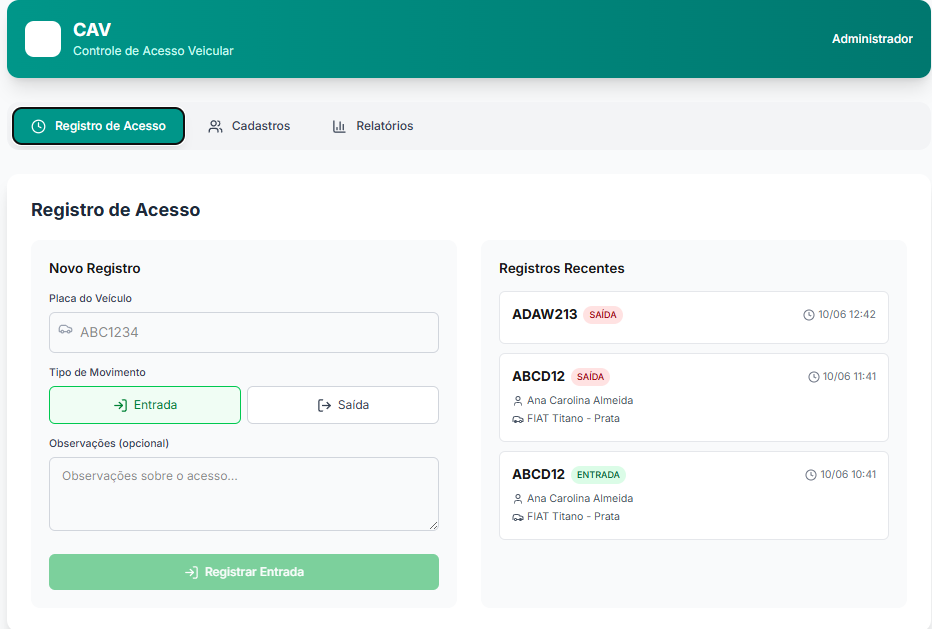 CAV
Controle de Acesso Veicular
Administrador
Registro de Acesso
Cadastros
Relatórios
Registro de Acesso
Novo Registro
Placa do Veículo
ABC1234
Tipo de Movimento
Entrada
Saída
Observações (opcional)
Observações sobre o acesso...
Registrar Entrada
Registros Recentes
ADAW213 SAÍDA 10/06 12:42
ABCD12 SAÍDA 10/06 11:41
Ana Carolina Almeida
FIAT Titano - Prata
ABCD12 ENTRADA 10/06 10:41
Ana Carolina Almeida
FIAT Titano - Prata